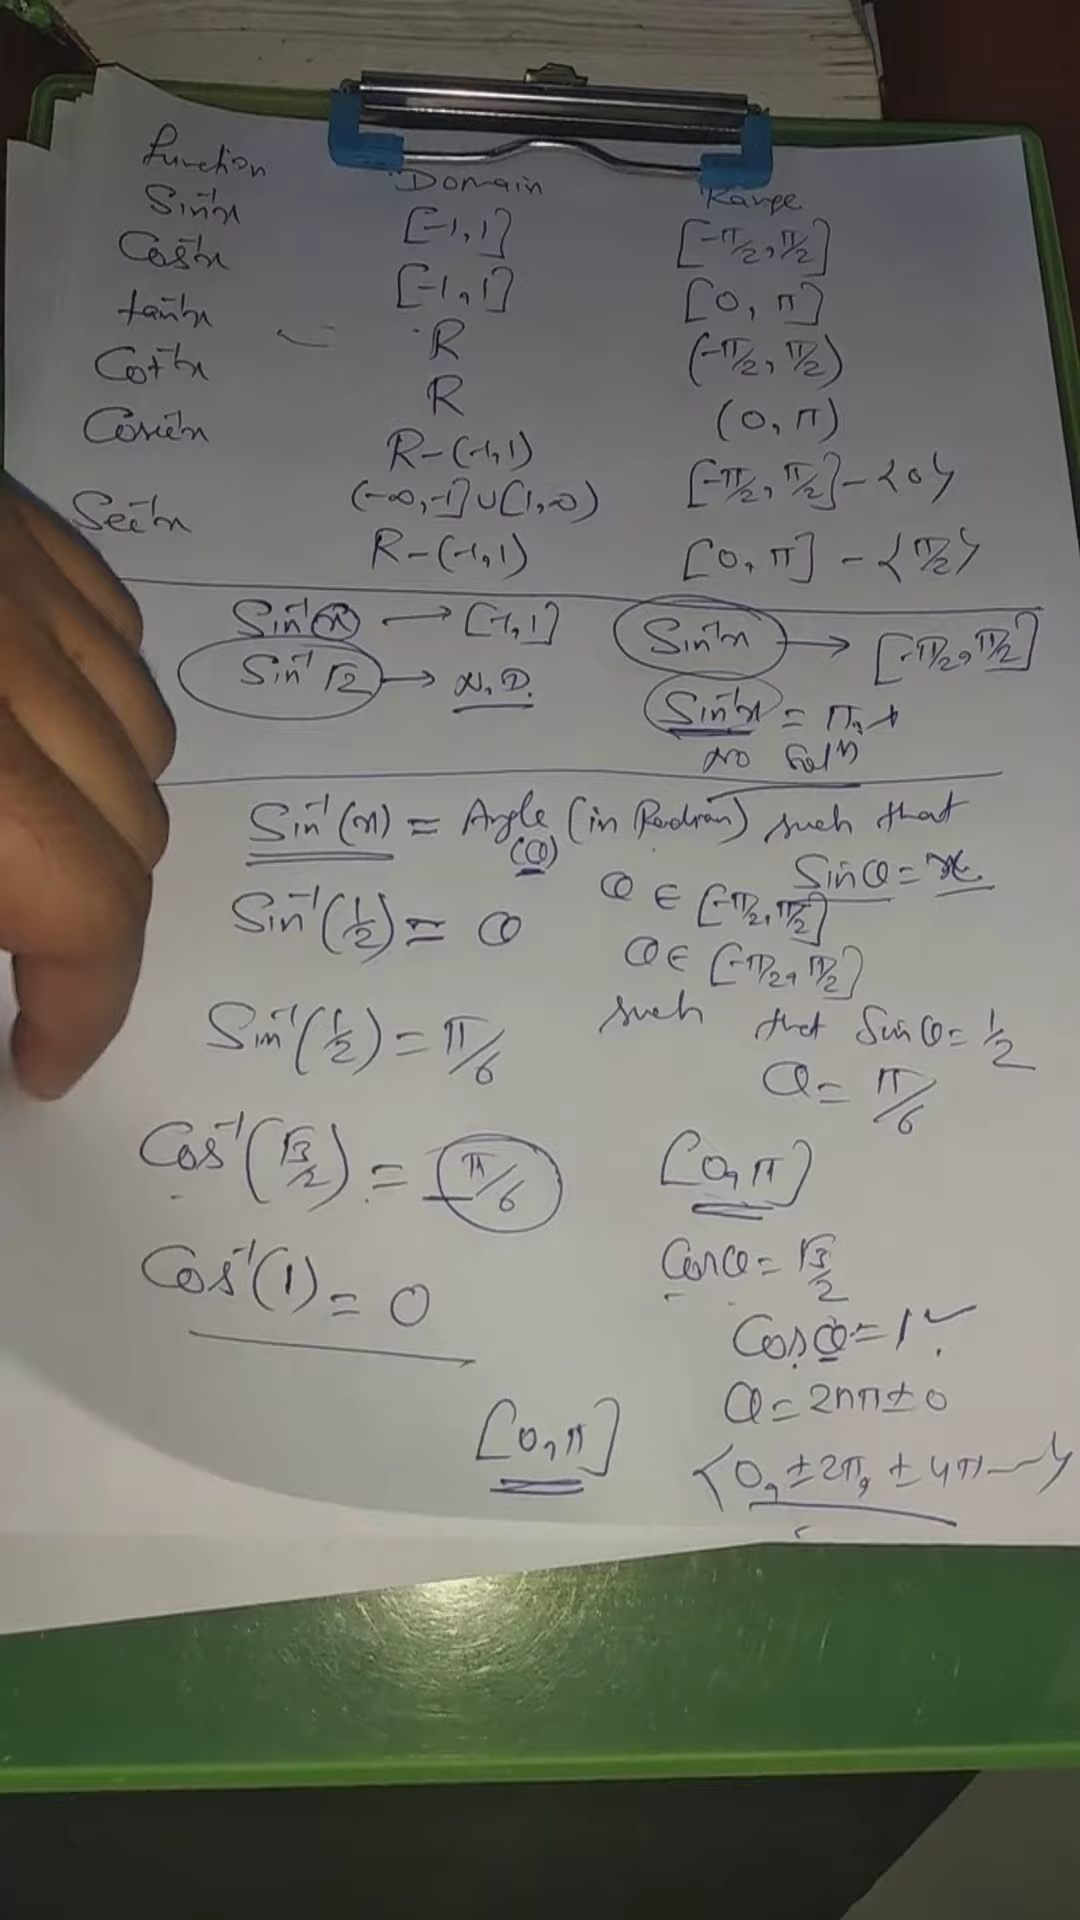 function Domain Range
Sin⁻¹x [-1,1] [-π/2, π/2]
Cos⁻¹x [-1,1] [0, π]
tan⁻¹x R (-π/2, π/2)
Cot⁻¹x R (0, π)
Cosec⁻¹x R-(-1,1) [-π/2, π/2]-{0}
(-∞,-1]∪[1,∞)
Sec⁻¹x R-(-1,1) [0, π] - {π/2}
Sin⁻¹(x) → [-1,1] Sin⁻¹x → [-π/2, π/2]
Sin⁻¹√2 → N.D. Sin⁻¹x = π,
No Solⁿ
Sin⁻¹(x) = Angle (in Radian) such that
(θ) Sinθ = x
θ ∈ [-π/2, π/2]
Sin⁻¹(1/2) = θ θ ∈ [-π/2, π/2]
such that Sinθ = 1/2
Sin⁻¹(1/2) = π/6 θ = π/6
Cos⁻¹(√3/2) = π/6 [0, π]
Cosθ = √3/2
Cos⁻¹(1) = 0 Cosθ = 1 ✓
θ = 2nπ ± 0
[0, π] {0, ±2π, ±4π }